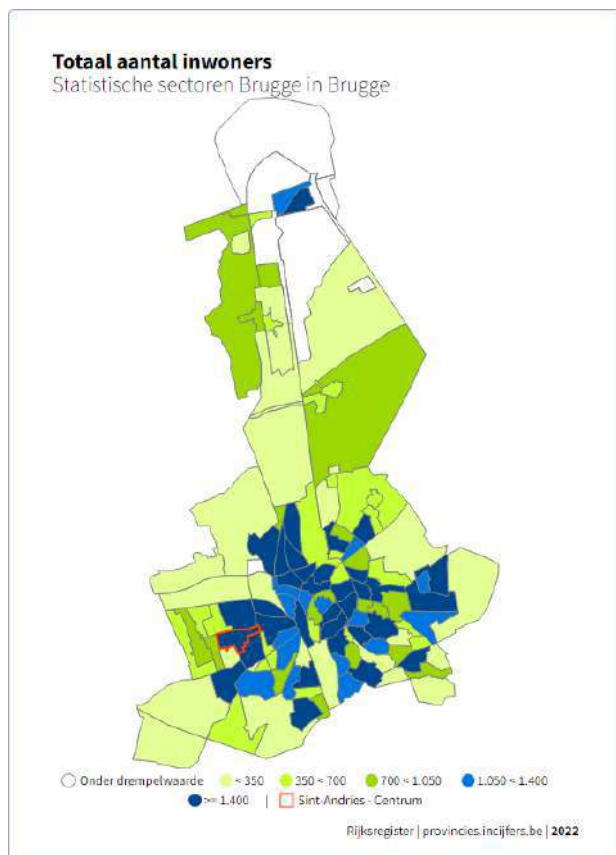 Totaal aantal inwoners
Statistische sectoren Brugge in Brugge
Onder drempelwaarde < 350 350 < 700 700 < 1.050 1.050 < 1.400
>= 1.400 | Sint-Andries - Centrum
Rijksregister | provincies.incijfers.be | 2022